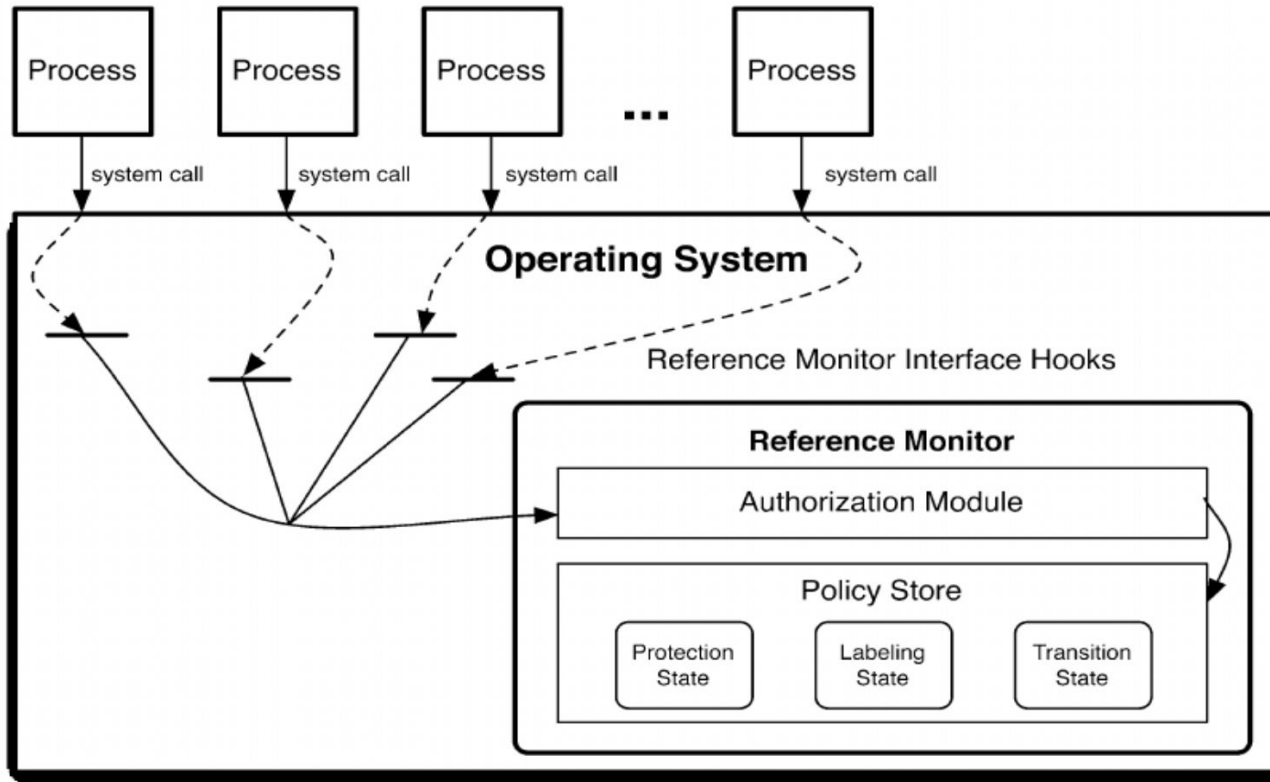 Process
Process
Process
...
Process
system call
system call
system call
system call
Operating System
Reference Monitor Interface Hooks
Reference Monitor
Authorization Module
Policy Store
Protection
State
Labeling
State
Transition
State